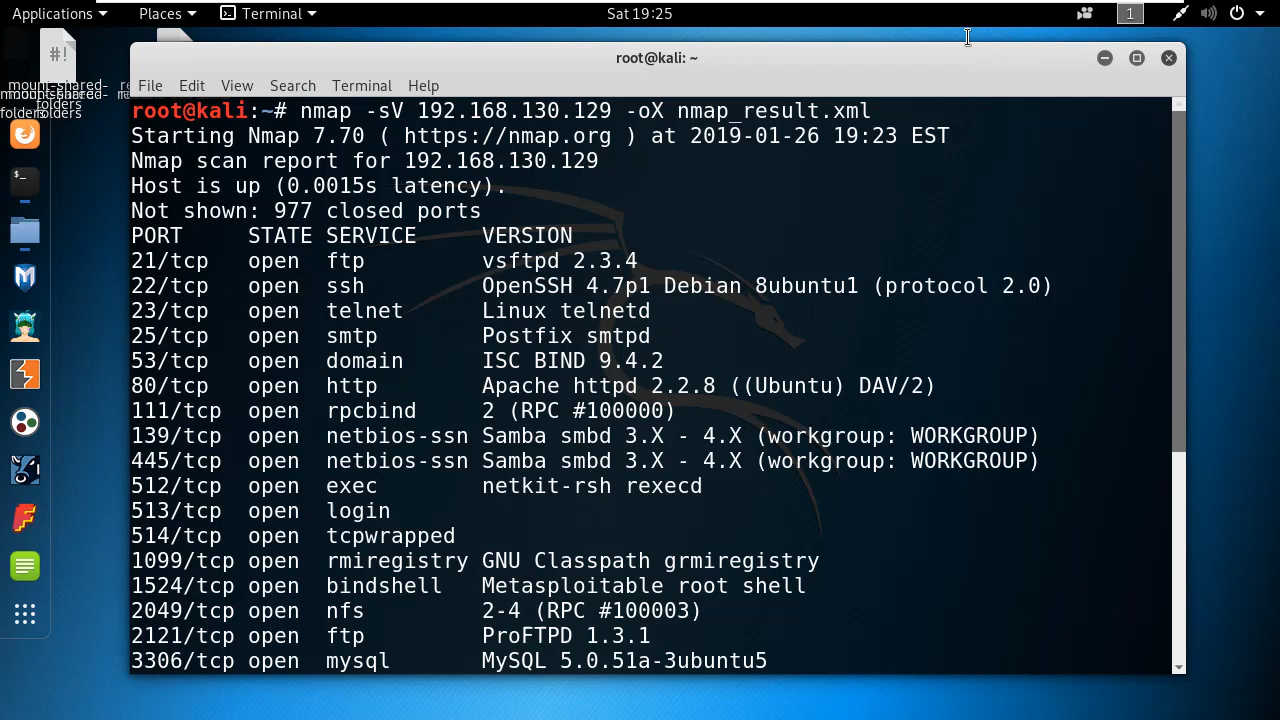 Applications Places Terminal Sat 19:25 1
#!
mount-shared-
folders
root@kali: ~
File Edit View Search Terminal Help
root@kali:~# nmap -sV 192.168.130.129 -oX nmap_result.xml
Starting Nmap 7.70 ( https://nmap.org ) at 2019-01-26 19:23 EST
Nmap scan report for 192.168.130.129
Host is up (0.0015s latency).
Not shown: 977 closed ports
PORT STATE SERVICE VERSION
21/tcp open ftp vsftpd 2.3.4
22/tcp open ssh OpenSSH 4.7p1 Debian 8ubuntu1 (protocol 2.0)
23/tcp open telnet Linux telnetd
25/tcp open smtp Postfix smtpd
53/tcp open domain ISC BIND 9.4.2
80/tcp open http Apache httpd 2.2.8 ((Ubuntu) DAV/2)
111/tcp open rpcbind 2 (RPC #100000)
139/tcp open netbios-ssn Samba smbd 3.X - 4.X (workgroup: WORKGROUP)
445/tcp open netbios-ssn Samba smbd 3.X - 4.X (workgroup: WORKGROUP)
512/tcp open exec netkit-rsh rexecd
513/tcp open login
514/tcp open tcpwrapped
1099/tcp open rmiregistry GNU Classpath grmiregistry
1524/tcp open bindshell Metasploitable root shell
2049/tcp open nfs 2-4 (RPC #100003)
2121/tcp open ftp ProFTPD 1.3.1
3306/tcp open mysql MySQL 5.0.51a-3ubuntu5